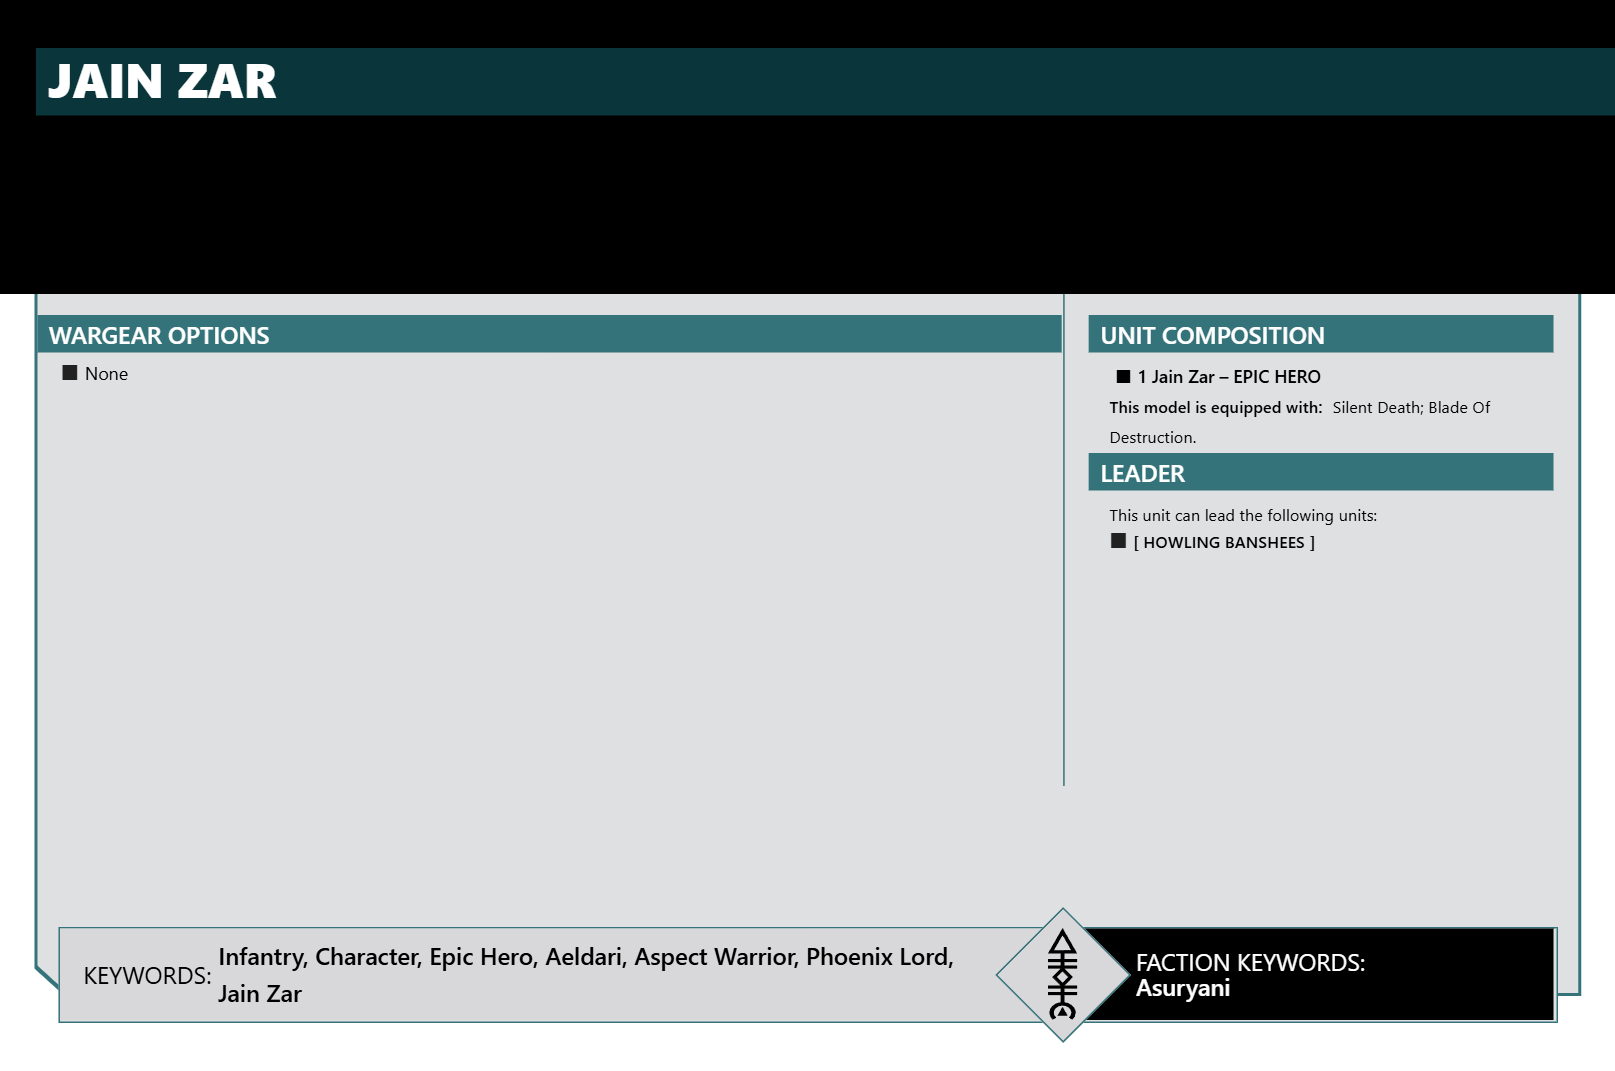 JAIN ZAR
WARGEAR OPTIONS
■ None
UNIT COMPOSITION
■ 1 Jain Zar – EPIC HERO
This model is equipped with: Silent Death; Blade Of
Destruction.
LEADER
This unit can lead the following units:
■ [ HOWLING BANSHEES ]
KEYWORDS: Infantry, Character, Epic Hero, Aeldari, Aspect Warrior, Phoenix Lord,
Jain Zar
FACTION KEYWORDS:
Asuryani